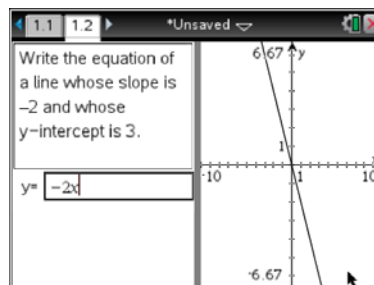 1.1 1.2 *Unsaved
Write the equation of
a line whose slope is
–2 and whose
y–intercept is 3.
y= −2x
6.67 y
1
-10 1 10
-6.67